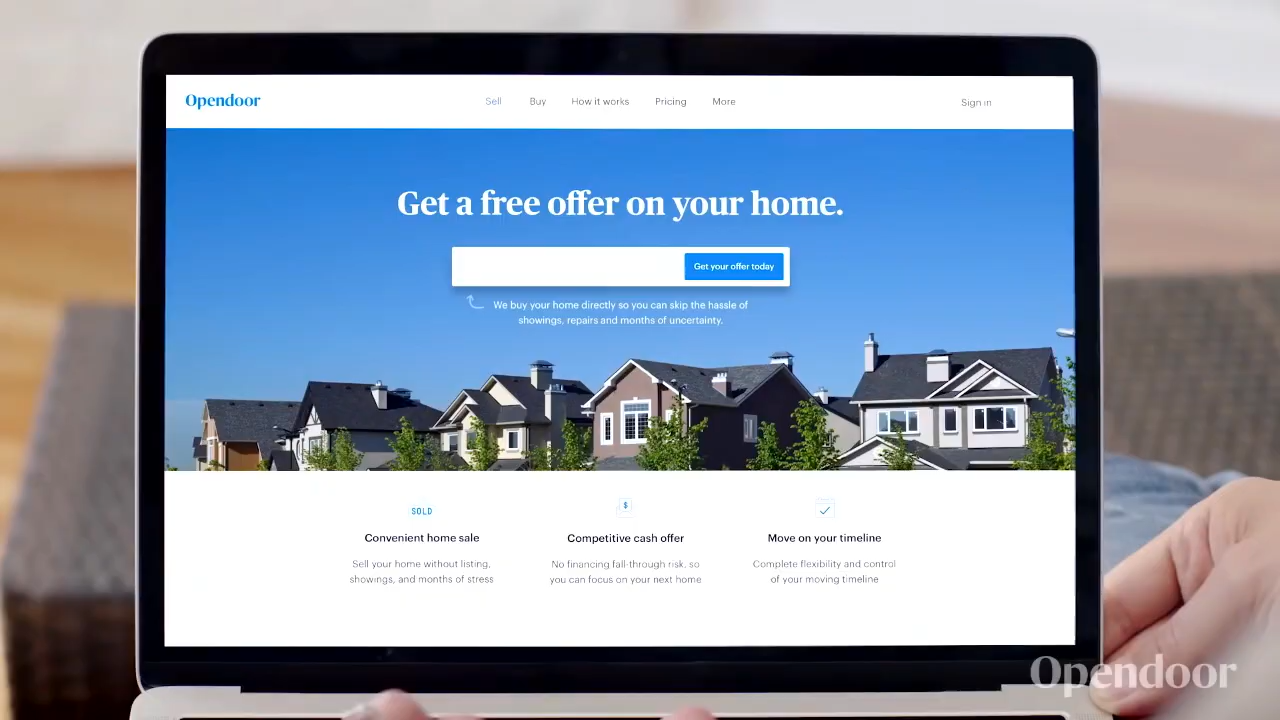 Opendoor
Sell
Buy
How it works
Pricing
More
Sign in
Get a free offer on your home.
Get your offer today
We buy your home directly so you can skip the hassle of
showings, repairs and months of uncertainty.
SOLD
$
Convenient home sale
Competitive cash offer
Move on your timeline
Sell your home without listing,
showings, and months of stress
No financing fall-through risk, so
you can focus on your next home
Complete flexibility and control
of your moving timeline
Opendoor